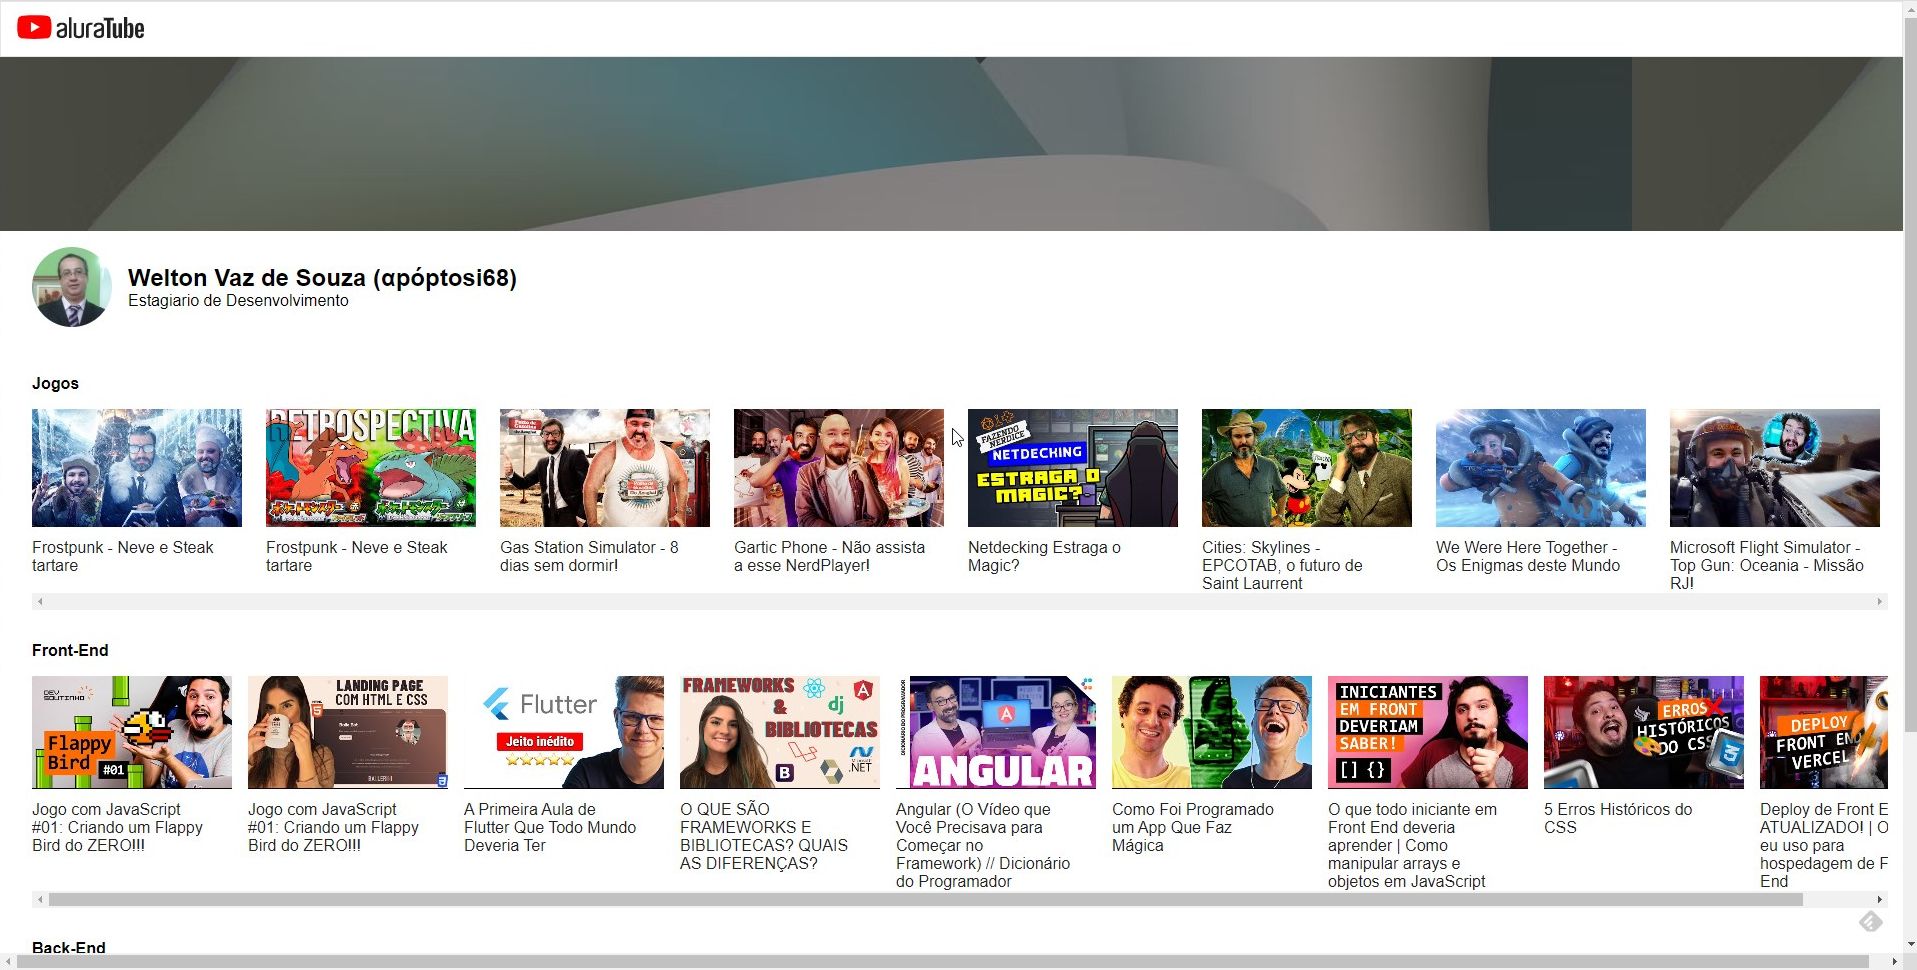 aluraTube
Welton Vaz de Souza (αpóptosi68)
Estagiario de Desenvolvimento
Jogos
RETROSPECTIVA
FAZENDO
NERDICE
NETDECKING
ESTRAGA O
MAGIC?
Frostpunk - Neve e Steak
tartare
Frostpunk - Neve e Steak
tartare
Gas Station Simulator - 8
dias sem dormir!
Gartic Phone - Não assista
a esse NerdPlayer!
Netdecking Estraga o
Magic?
Cities: Skylines -
EPCOTAB, o futuro de
Saint Laurrent
We Were Here Together -
Os Enigmas deste Mundo
Microsoft Flight Simulator -
Top Gun: Oceania - Missão
RJ!
Front-End
DEV
SOUTINHO
Flappy
Bird #01
LANDING PAGE
COM HTML E CSS
Flutter
Jeito inédito
FRAMEWORKS
&
BIBLIOTECAS
dj
B
.NET
DICIONÁRIO DO PROGRAMADOR
A
ANGULAR
INICIANTES
EM FRONT
DEVERIAM
SABER!
[] {}
ERROS
HISTÓRICOS
DO CSS
DEPLOY
FRONT END
VERCEL
Jogo com JavaScript
#01: Criando um Flappy
Bird do ZERO!!!
Jogo com JavaScript
#01: Criando um Flappy
Bird do ZERO!!!
A Primeira Aula de
Flutter Que Todo Mundo
Deveria Ter
O QUE SÃO
FRAMEWORKS E
BIBLIOTECAS? QUAIS
AS DIFERENÇAS?
Angular (O Vídeo que
Você Precisava para
Começar no
Framework) // Dicionário
do Programador
Como Foi Programado
um App Que Faz
Mágica
O que todo iniciante em
Front End deveria
aprender | Como
manipular arrays e
objetos em JavaScript
5 Erros Históricos do
CSS
Deploy de Front E
ATUALIZADO! | O
eu uso para
hospedagem de F
End
Back-End